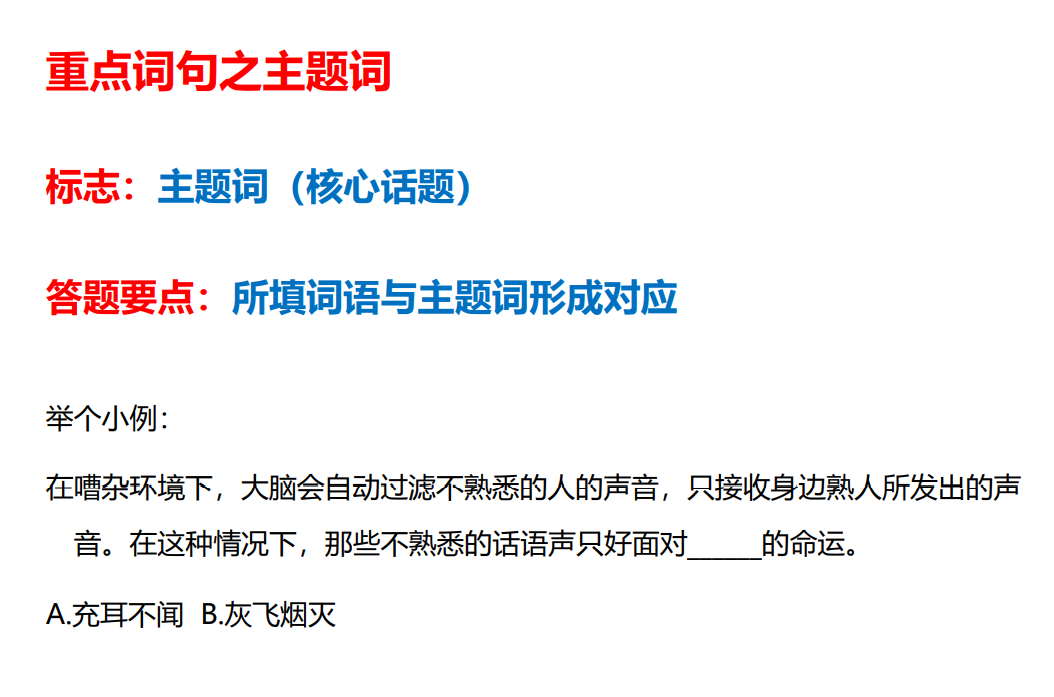 重点词句之主题词
标志：主题词（核心话题）
答题要点：所填词语与主题词形成对应
举个小例：
在嘈杂环境下，大脑会自动过滤不熟悉的人的声音，只接收身边熟人所发出的声
音。在这种情况下，那些不熟悉的话语声只好面对______的命运。
A.充耳不闻 B.灰飞烟灭